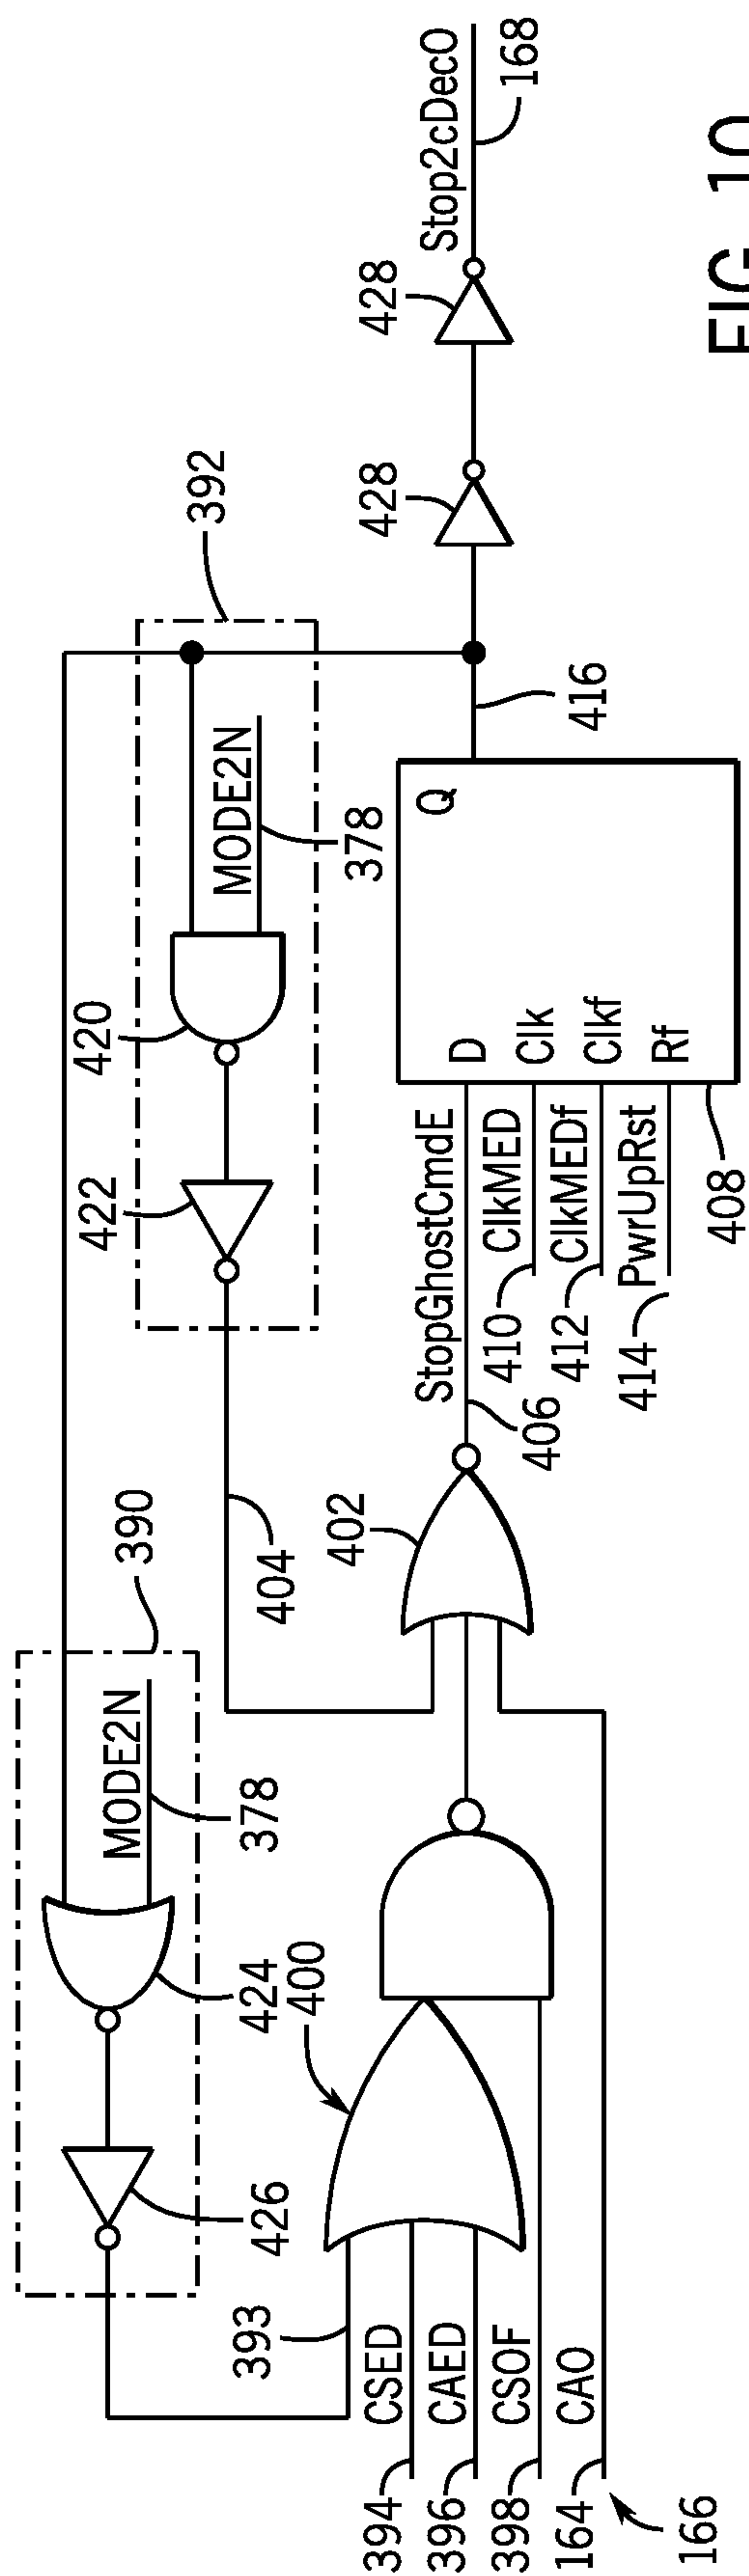 390
MODE2N
378
424
426
393
392
MODE2N
378
420
422
404
400
402
394 CSED
396 CAED
398 CSOF
164 CAO
166
StopGhostCmdE
406
410 ClkMED
412 ClkMEDf
414 PwrUpRst
D
Clk
Clkf
Rf
Q
408
416
428
428
Stop2cDecO
168
FIG. 10